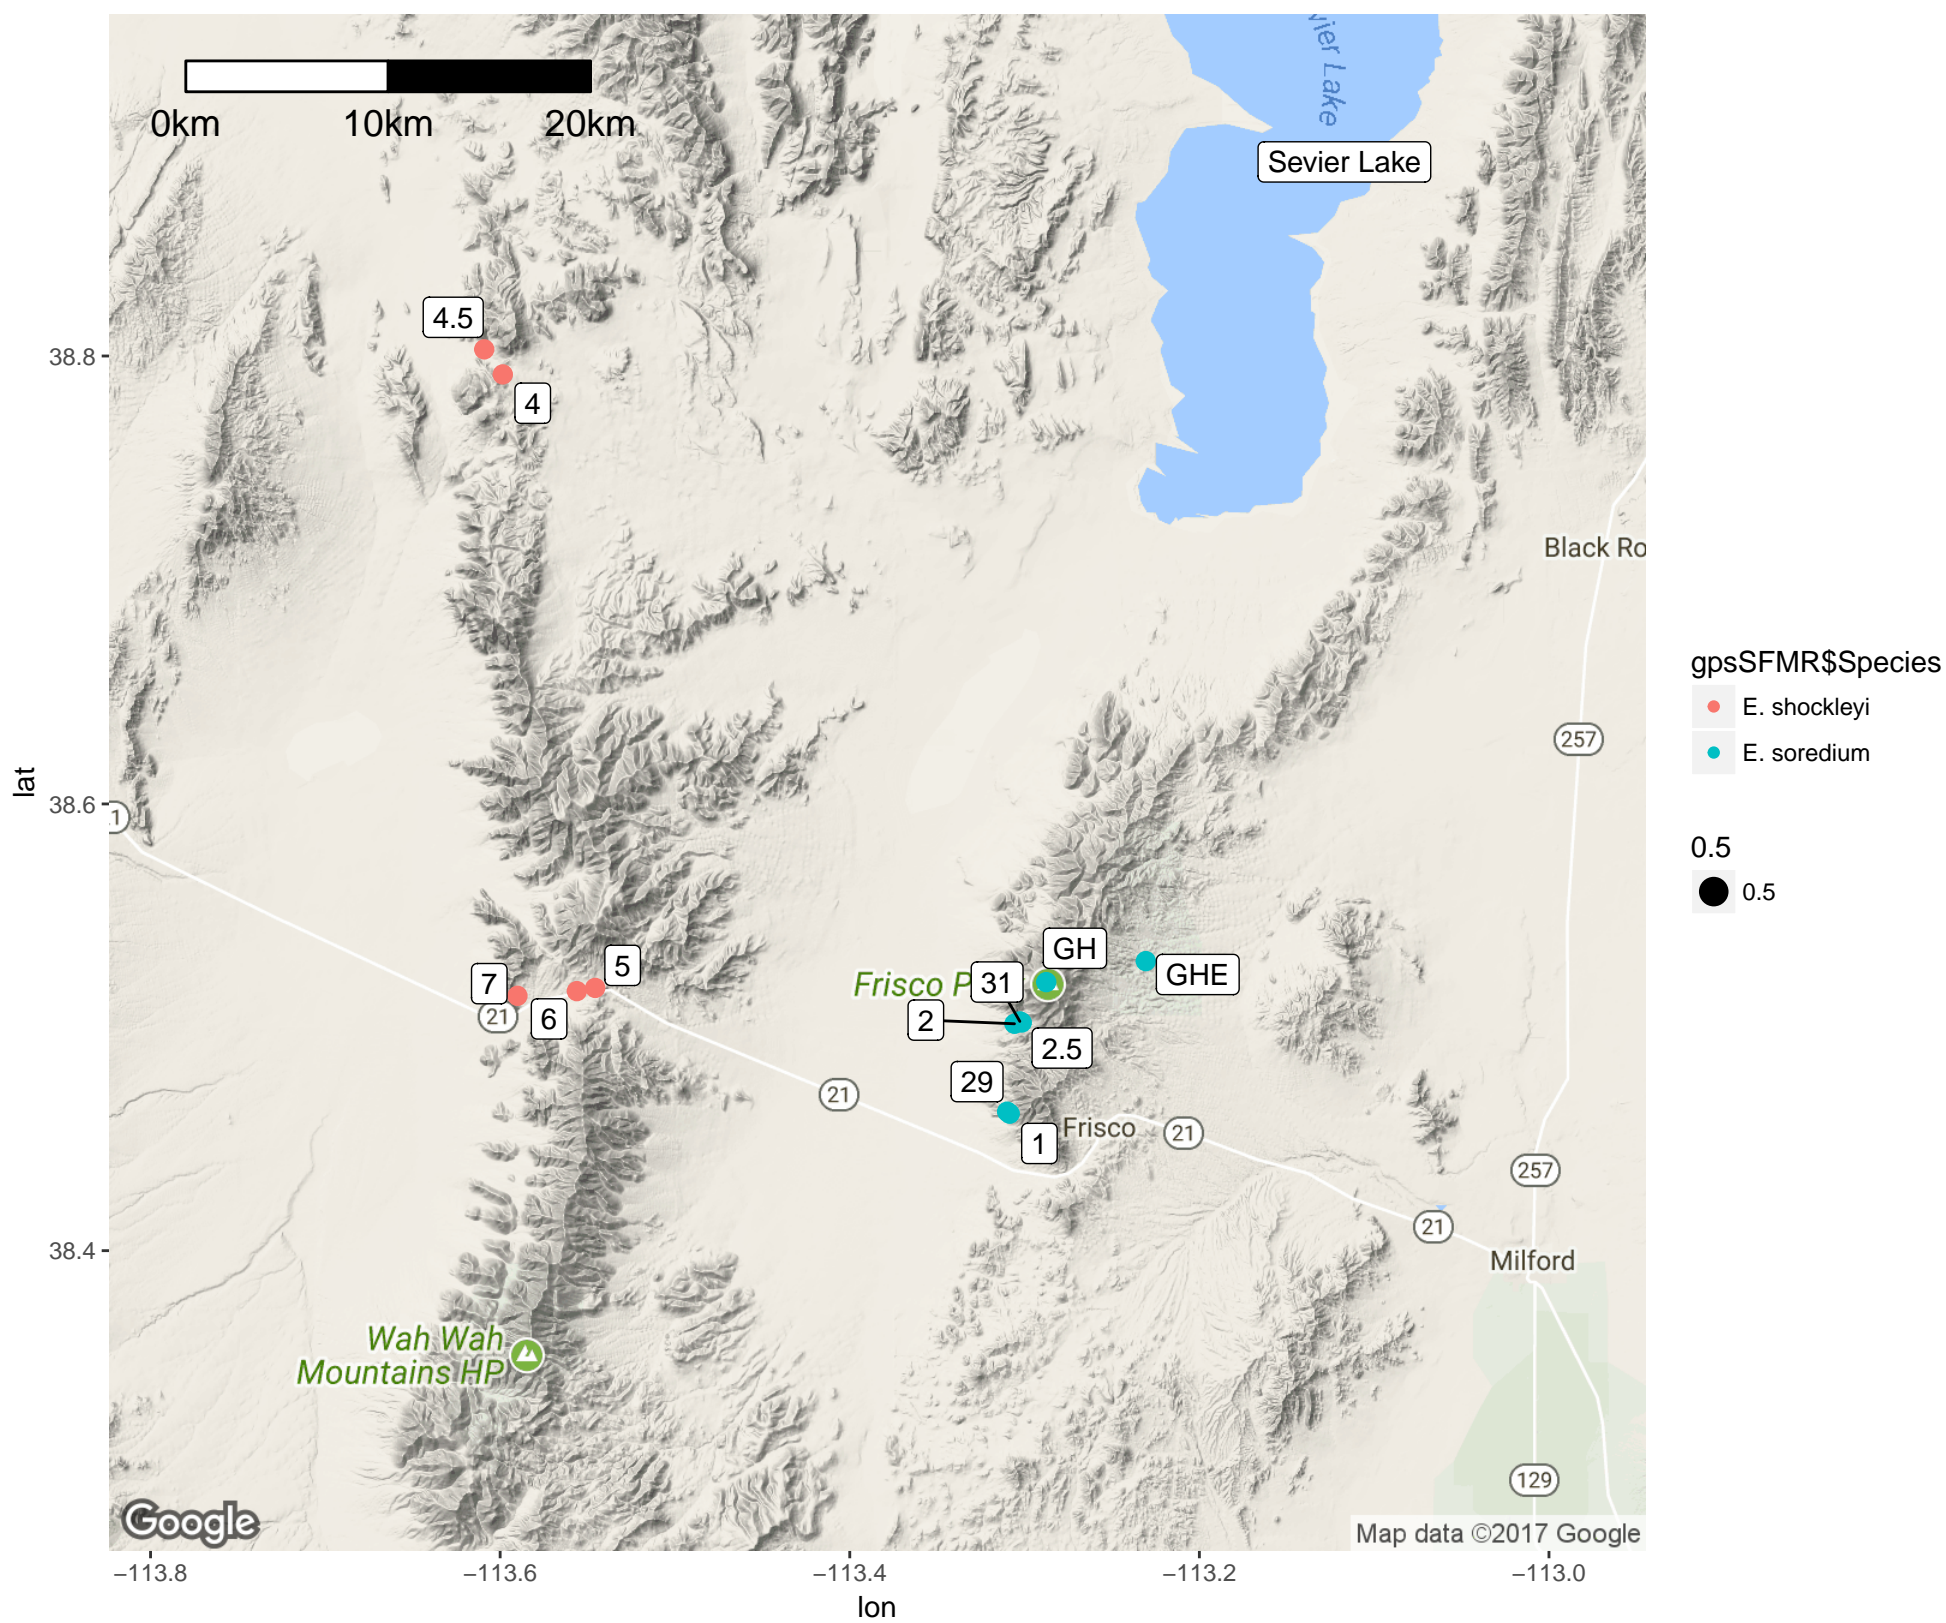 vier Lake
0km 10km 20km
Sevier Lake
4.5
38.8
4
Black Ro
gpsSFMR$Species
E. shockleyi
E. soredium
257
lat
38.6
1
0.5
0.5
GH
5
GHE
7
31
Frisco P
21
6
2
2.5
29
21
Frisco
21
1
257
21
38.4
Milford
Wah Wah
Mountains HP
129
Google
Map data ©2017 Google
−113.8 −113.6 −113.4 −113.2 −113.0
lon